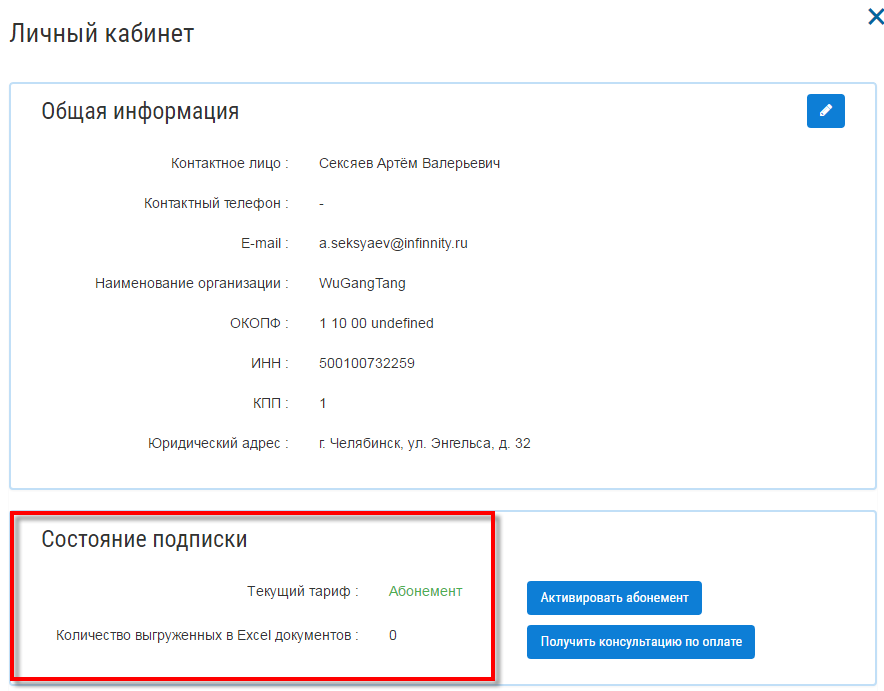 Личный кабинет
Общая информация
Контактное лицо : Сексяев Артём Валерьевич
Контактный телефон : -
E-mail : a.seksyaev@infinnity.ru
Наименование организации : WuGangTang
ОКОПФ : 1 10 00 undefined
ИНН : 500100732259
КПП : 1
Юридический адрес : г. Челябинск, ул. Энгельса, д. 32
Состояние подписки
Текущий тариф : Абонемент
Активировать абонемент
Количество выгруженных в Excel документов : 0
Получить консультацию по оплате